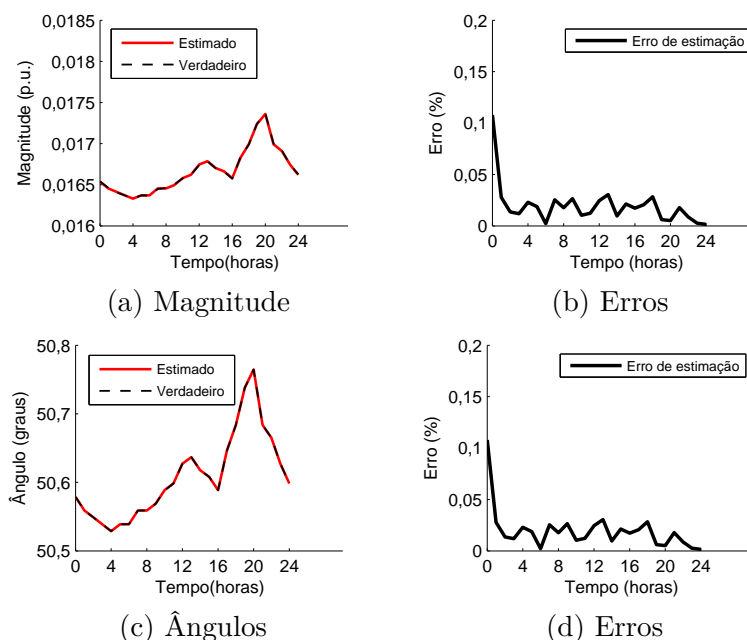 0,0185
0,018
0,0175
0,017
0,0165
0,016
Magnitude (p.u.)
Estimado
Verdadeiro
0 4 8 12 16 20 24
Tempo(horas)
(a) Magnitude
0,2
0,15
0,1
0,05
0
Erro (%)
Erro de estimação
0 4 8 12 16 20 24
Tempo (horas)
(b) Erros
50,8
50,7
50,6
50,5
Ângulo (graus)
Estimado
Verdadeiro
0 4 8 12 16 20 24
Tempo(horas)
(c) Ângulos
0,2
0,15
0,1
0,05
0
Erro (%)
Erro de estimação
0 4 8 12 16 20 24
Tempo (horas)
(d) Erros